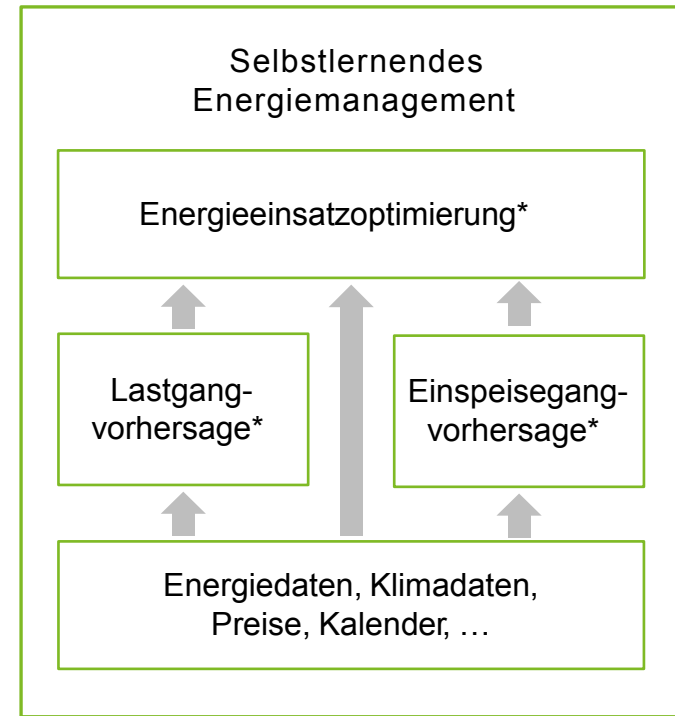 Selbstlernendes
Energiemanagement
Energieeinsatzoptimierung*
Lastgang-
vorhersage*
Einspeisegang-
vorhersage*
Energiedaten, Klimadaten,
Preise, Kalender, …